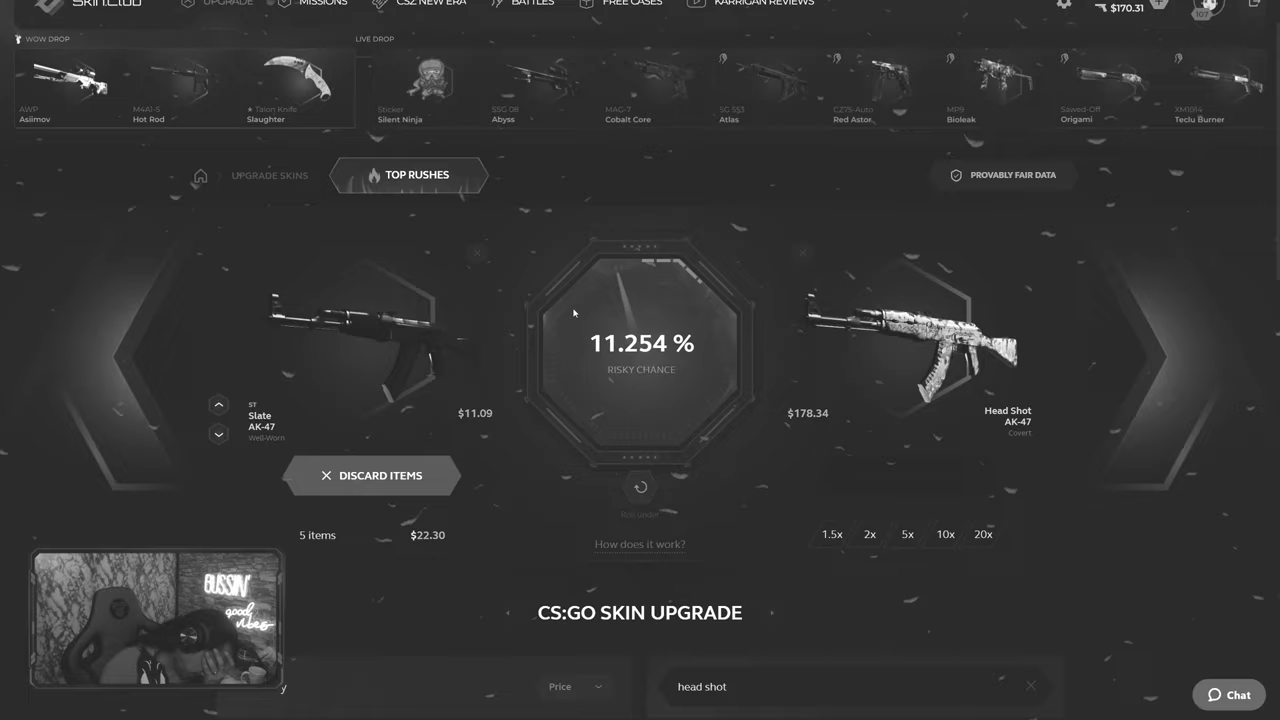 Skin.Club
UPGRADE
MISSIONS
CS2 NEW ERA
BATTLES
FREE CASES
KARRIGAN REVIEWS
$170.31
107
WOW DROP
LIVE DROP
AWP
Asiimov
M4A1-S
Hot Rod
★ Talon Knife
Slaughter
Sticker
Silent Ninja
SSG 08
Abyss
MAG-7
Cobalt Core
SG 553
Atlas
CZ75-Auto
Red Astor
MP9
Bioleak
Sawed-Off
Origami
XM1014
Teclu Burner
UPGRADE SKINS
TOP RUSHES
PROVABLY FAIR DATA
11.254 %
RISKY CHANCE
ST
Slate
AK-47
Well-Worn
$11.09
$178.34
Head Shot
AK-47
Covert
DISCARD ITEMS
Roll under
5 items
$22.30
How does it work?
1.5x
2x
5x
10x
20x
BUSSIN'
good
vibes
CS:GO SKIN UPGRADE
y
Price
head shot
Chat